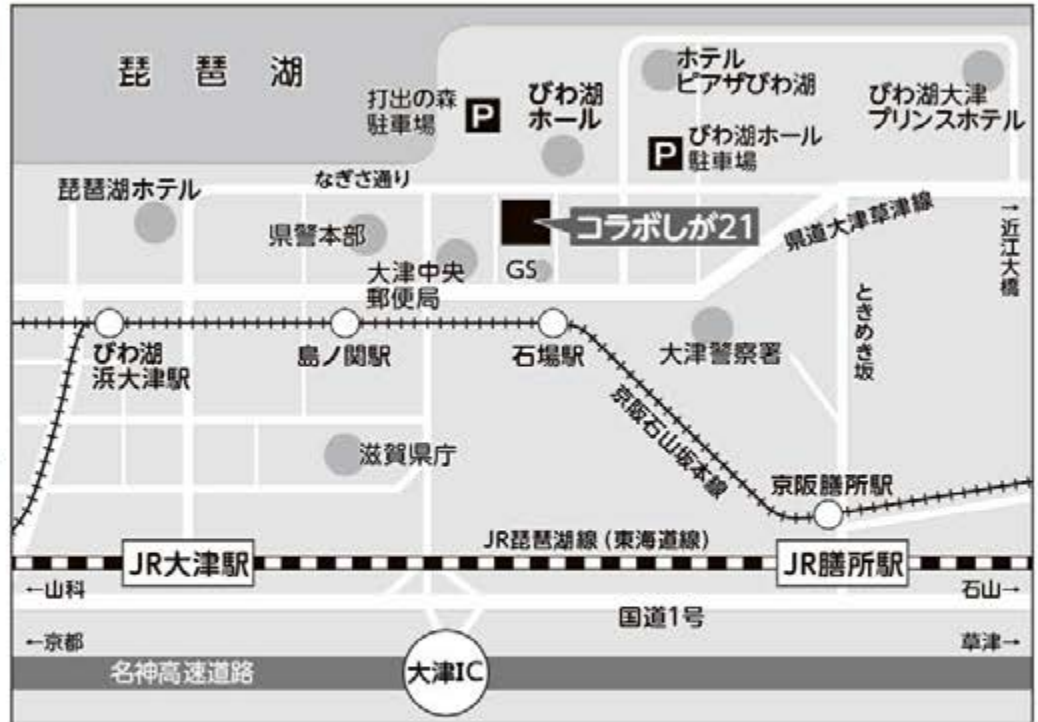 琵琶湖
ホテル
ピアザびわ湖
打出の森
駐車場
P
びわ湖
ホール
びわ湖大津
プリンスホテル
P
びわ湖ホール
駐車場
なぎさ通り
琵琶湖ホテル
県警本部
コラボしが21
県道大津草津線
→近江大橋
大津中央
郵便局
GS
ときめき坂
びわ湖
浜大津駅
島ノ関駅
石場駅
大津警察署
京阪石山坂本線
滋賀県庁
京阪膳所駅
JR琵琶湖線(東海道線)
JR大津駅
JR膳所駅
←山科
石山→
国道1号
←京都
草津→
名神高速道路
大津IC